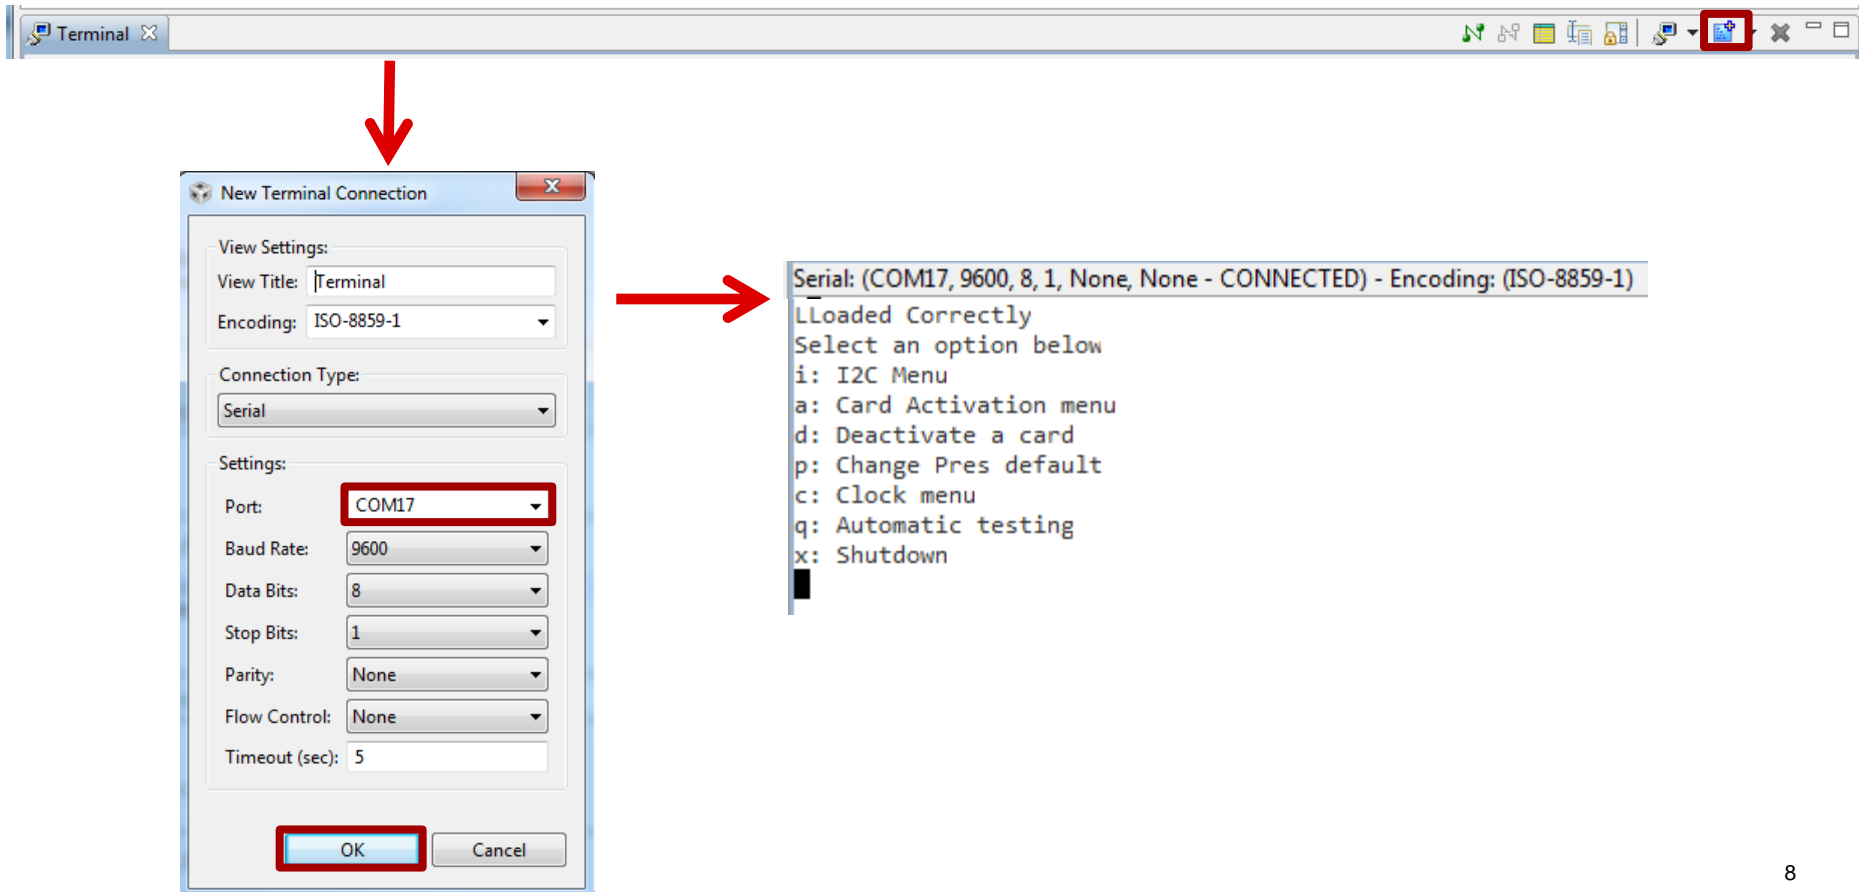 Terminal
New Terminal Connection
View Settings:
View Title: Terminal
Encoding: ISO-8859-1
Connection Type:
Serial
Settings:
Port: COM17
Baud Rate: 9600
Data Bits: 8
Stop Bits: 1
Parity: None
Flow Control: None
Timeout (sec): 5
OK Cancel
Serial: (COM17, 9600, 8, 1, None, None - CONNECTED) - Encoding: (ISO-8859-1)
LLoaded Correctly
Select an option below
i: I2C Menu
a: Card Activation menu
d: Deactivate a card
p: Change Pres default
c: Clock menu
q: Automatic testing
x: Shutdown
8